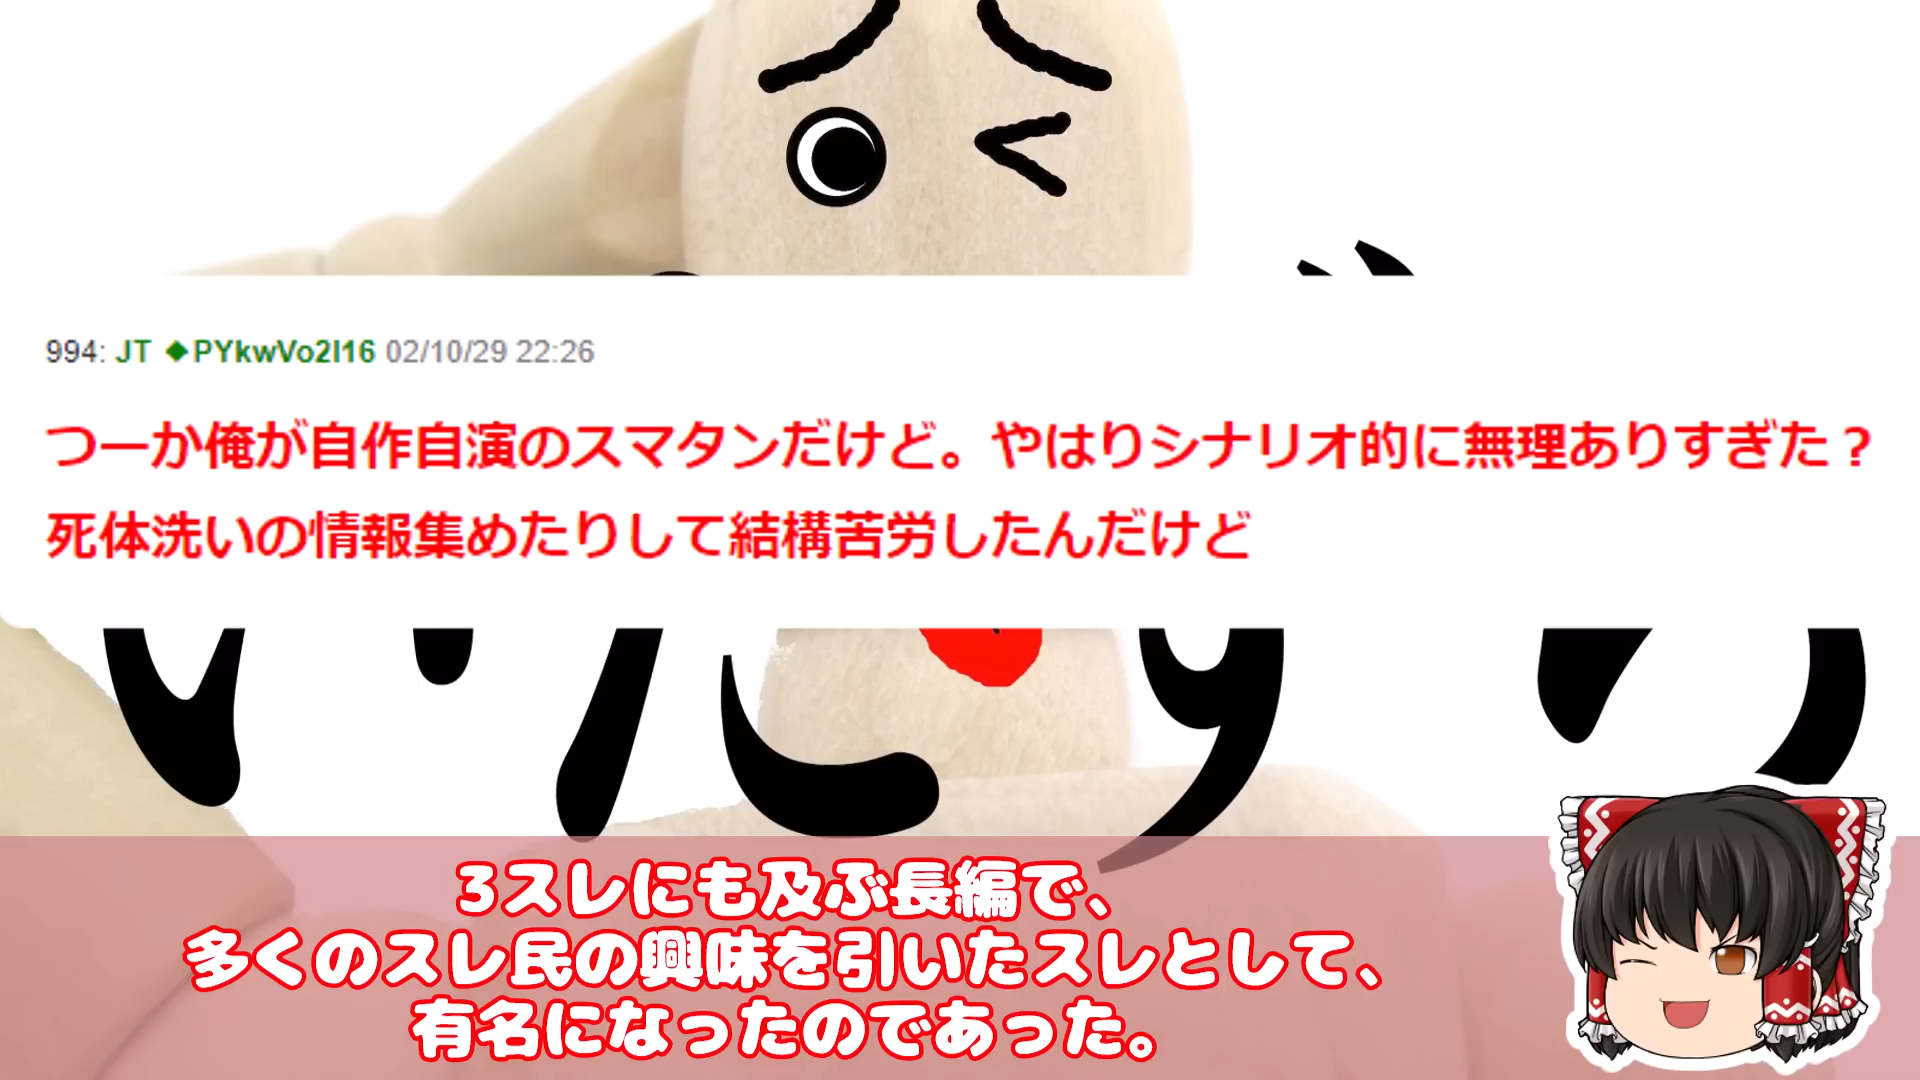 994: JT ◆PYkwVo2I16 02/10/29 22:26
つーか俺が自作自演のスマタンだけど。やはりシナリオ的に無理ありすぎた？
死体洗いの情報集めたりして結構苦労したんだけど
3スレにも及ぶ長編で、
多くのスレ民の興味を引いたスレとして、
有名になったのであった。